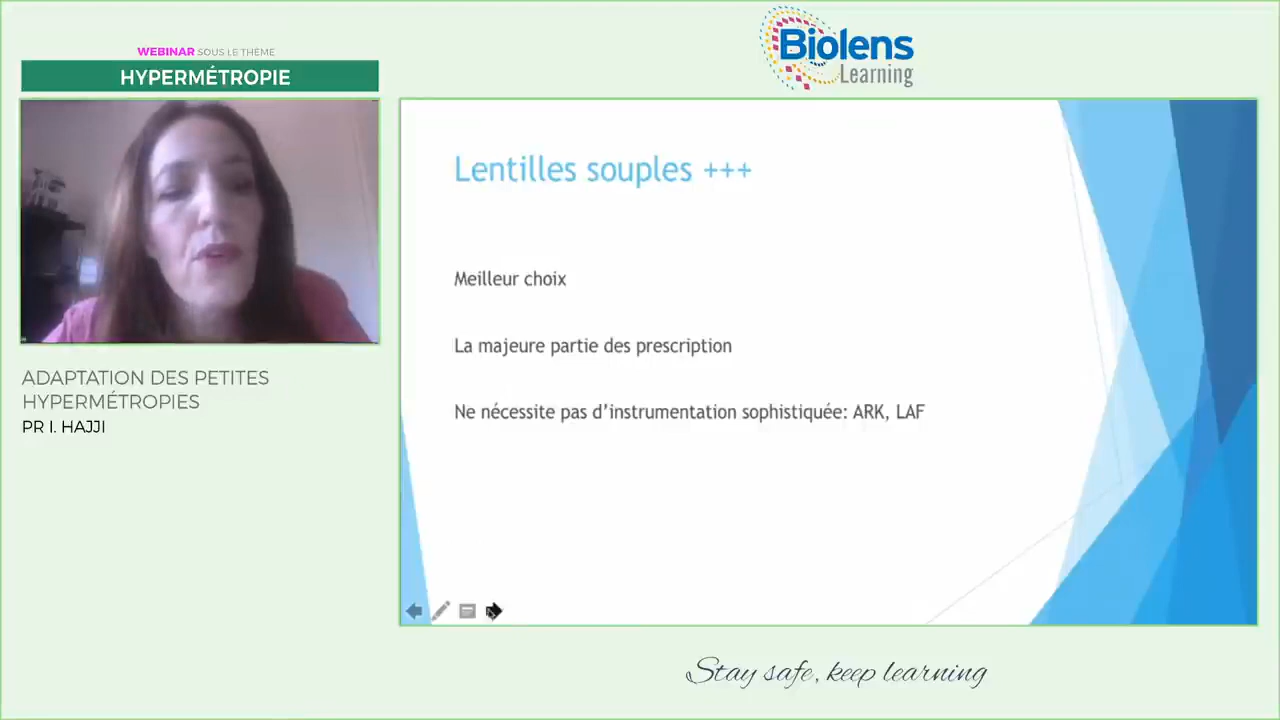 WEBINAR SOUS LE THÈME
HYPERMÉTROPIE
Biolens
Learning
Lentilles souples +++
Meilleur choix
La majeure partie des prescription
Ne nécessite pas d’instrumentation sophistiquée: ARK, LAF
ADAPTATION DES PETITES
HYPERMÉTROPIES
PR I. HAJJI
Stay safe, keep learning